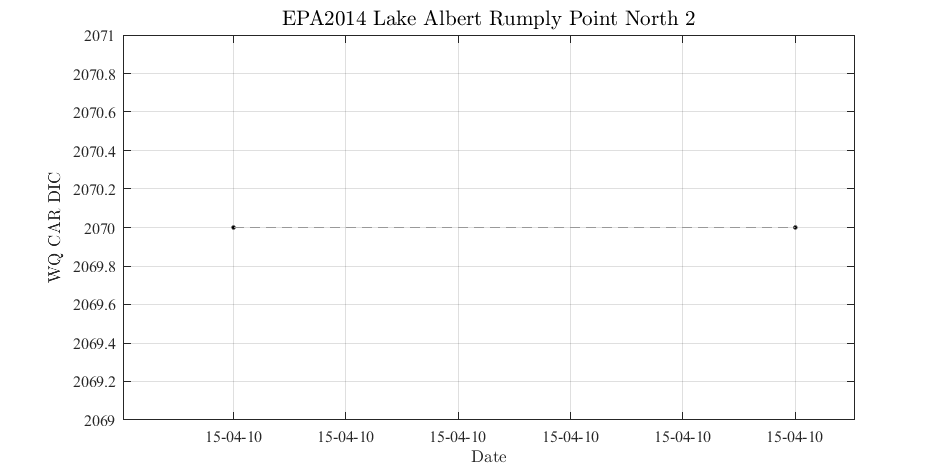 EPA2014 Lake Albert Rumply Point North 2
2071
2070.8
2070.6
2070.4
2070.2
2070
2069.8
2069.6
2069.4
2069.2
2069
WQ CAR DIC
15-04-10 15-04-10 15-04-10 15-04-10 15-04-10 15-04-10
Date